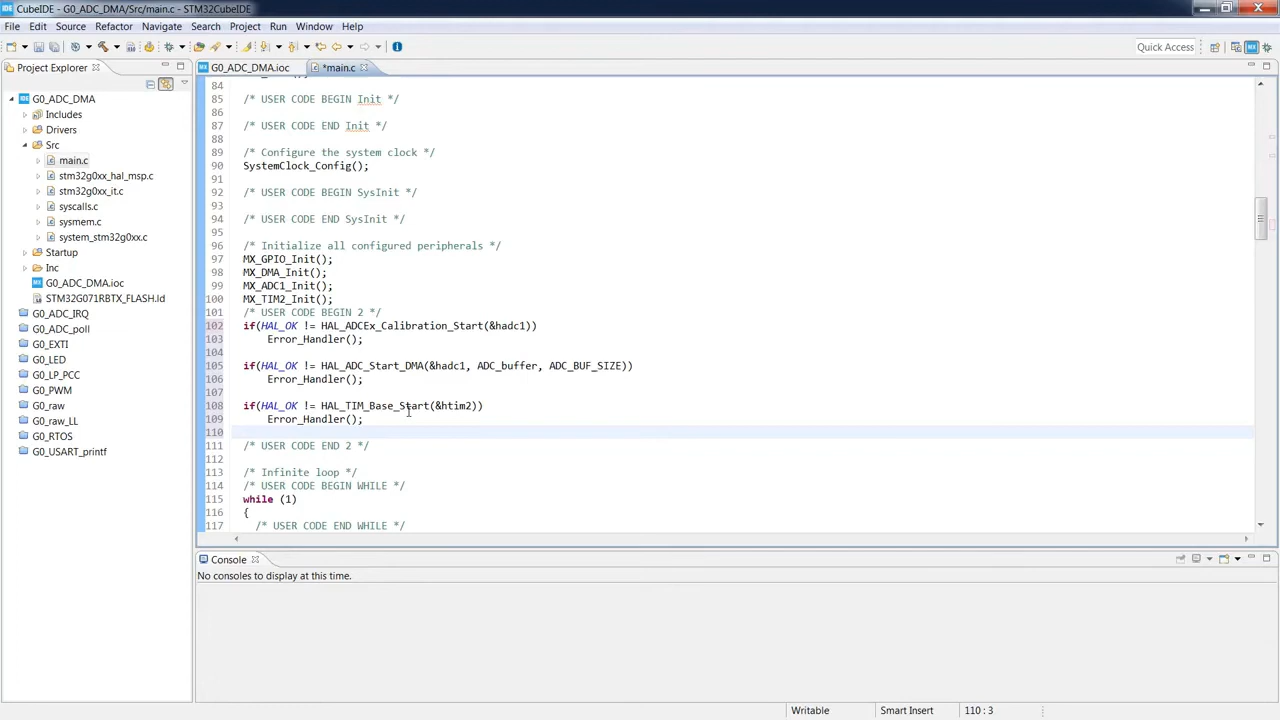 CubeIDE - G0_ADC_DMA/Src/main.c - STM32CubeIDE
File Edit Source Refactor Navigate Search Project Run Window Help
Quick Access
Project Explorer
G0_ADC_DMA
Includes
Drivers
Src
main.c
stm32g0xx_hal_msp.c
stm32g0xx_it.c
syscalls.c
sysmem.c
system_stm32g0xx.c
Startup
Inc
G0_ADC_DMA.ioc
STM32G071RBTX_FLASH.ld
G0_ADC_IRQ
G0_ADC_poll
G0_EXTI
G0_LED
G0_LP_PCC
G0_PWM
G0_raw
G0_raw_LL
G0_RTOS
G0_USART_printf
G0_ADC_DMA.ioc *main.c
84
85 /* USER CODE BEGIN Init */
86
87 /* USER CODE END Init */
88
89 /* Configure the system clock */
90 SystemClock_Config();
91
92 /* USER CODE BEGIN SysInit */
93
94 /* USER CODE END SysInit */
95
96 /* Initialize all configured peripherals */
97 MX_GPIO_Init();
98 MX_DMA_Init();
99 MX_ADC1_Init();
100 MX_TIM2_Init();
101 /* USER CODE BEGIN 2 */
102 if(HAL_OK != HAL_ADCEx_Calibration_Start(&hadc1))
103 Error_Handler();
104
105 if(HAL_OK != HAL_ADC_Start_DMA(&hadc1, ADC_buffer, ADC_BUF_SIZE))
106 Error_Handler();
107
108 if(HAL_OK != HAL_TIM_Base_Start(&htim2))
109 Error_Handler();
110
111 /* USER CODE END 2 */
112
113 /* Infinite loop */
114 /* USER CODE BEGIN WHILE */
115 while (1)
116 {
117 /* USER CODE END WHILE */
Console
No consoles to display at this time.
Writable Smart Insert 110 : 3